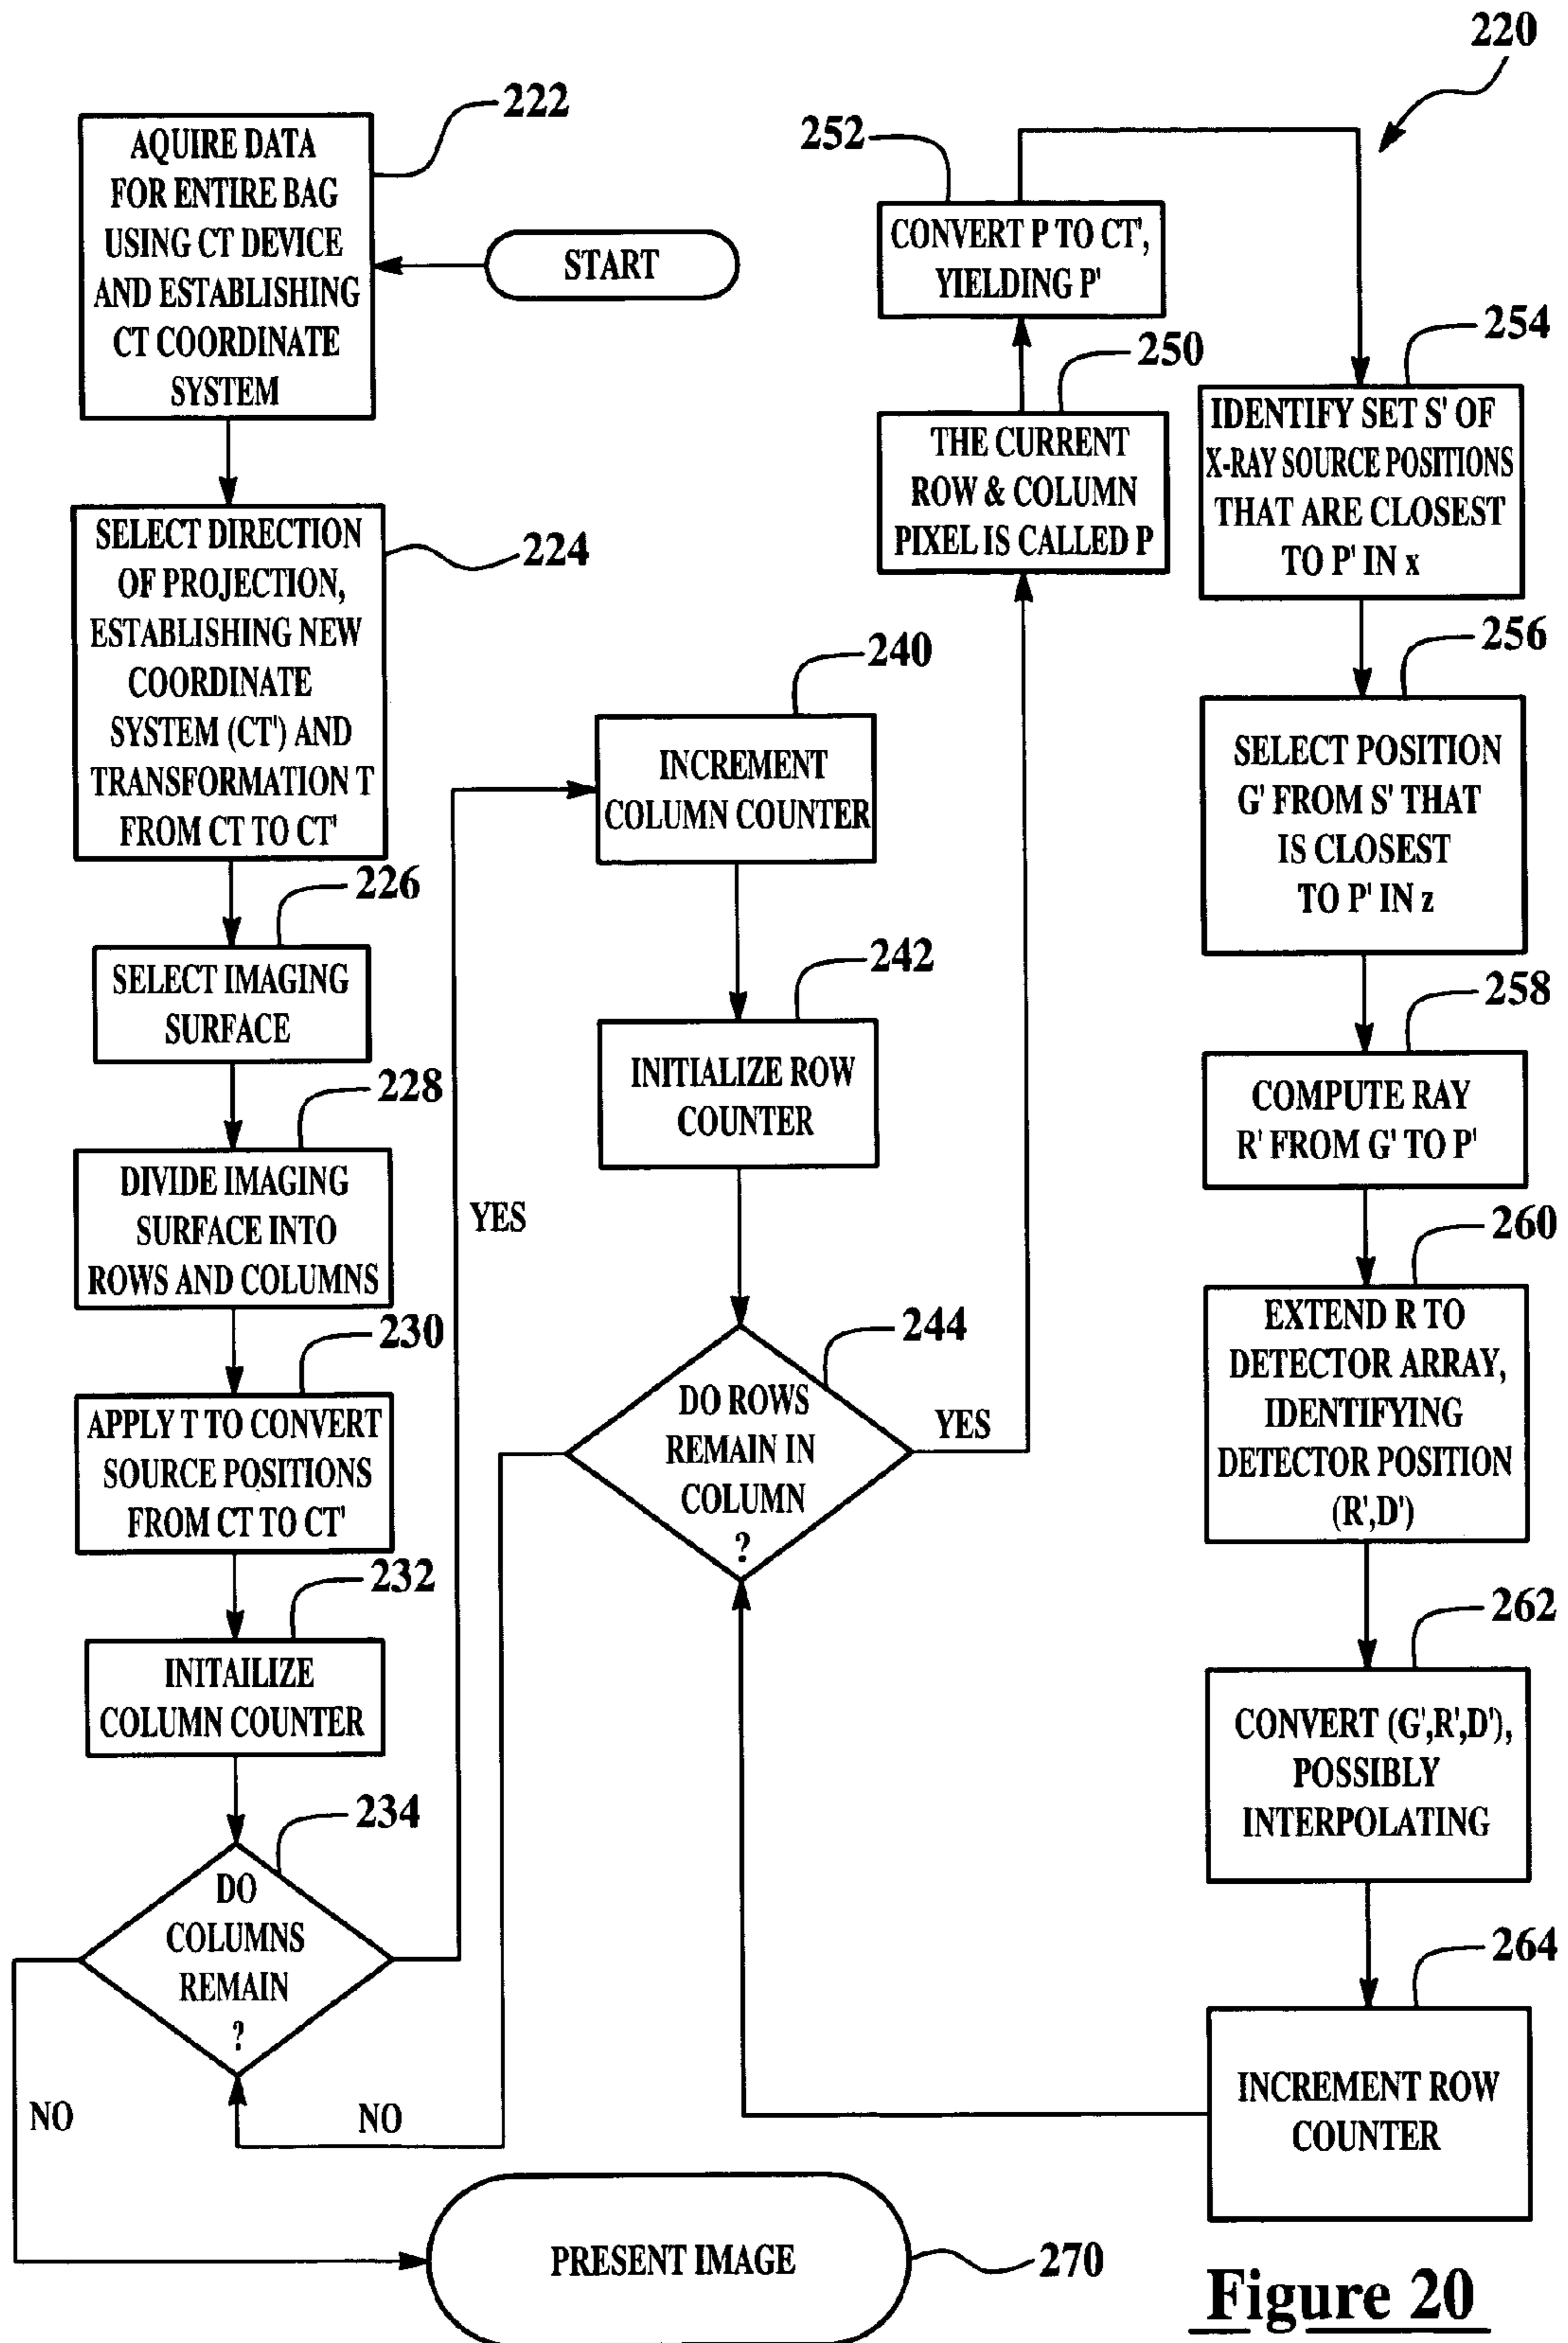 220
222
AQUIRE DATA
FOR ENTIRE BAG
USING CT DEVICE
AND ESTABLISHING
CT COORDINATE
SYSTEM
START
224
SELECT DIRECTION
OF PROJECTION,
ESTABLISHING NEW
COORDINATE
SYSTEM (CT') AND
TRANSFORMATION T
FROM CT TO CT'
226
SELECT IMAGING
SURFACE
228
DIVIDE IMAGING
SURFACE INTO
ROWS AND COLUMNS
230
APPLY T TO CONVERT
SOURCE POSITIONS
FROM CT TO CT'
232
INITAILIZE
COLUMN COUNTER
234
DO
COLUMNS
REMAIN
?
NO
YES
240
INCREMENT
COLUMN COUNTER
242
INITIALIZE ROW
COUNTER
244
DO ROWS
REMAIN IN
COLUMN
?
YES
NO
250
THE CURRENT
ROW & COLUMN
PIXEL IS CALLED P
252
CONVERT P TO CT',
YIELDING P'
254
IDENTIFY SET S' OF
X-RAY SOURCE POSITIONS
THAT ARE CLOSEST
TO P' IN x
256
SELECT POSITION
G' FROM S' THAT
IS CLOSEST
TO P' IN z
258
COMPUTE RAY
R' FROM G' TO P'
260
EXTEND R TO
DETECTOR ARRAY,
IDENTIFYING
DETECTOR POSITION
(R',D')
262
CONVERT (G',R',D'),
POSSIBLY
INTERPOLATING
264
INCREMENT ROW
COUNTER
PRESENT IMAGE
270
Figure 20